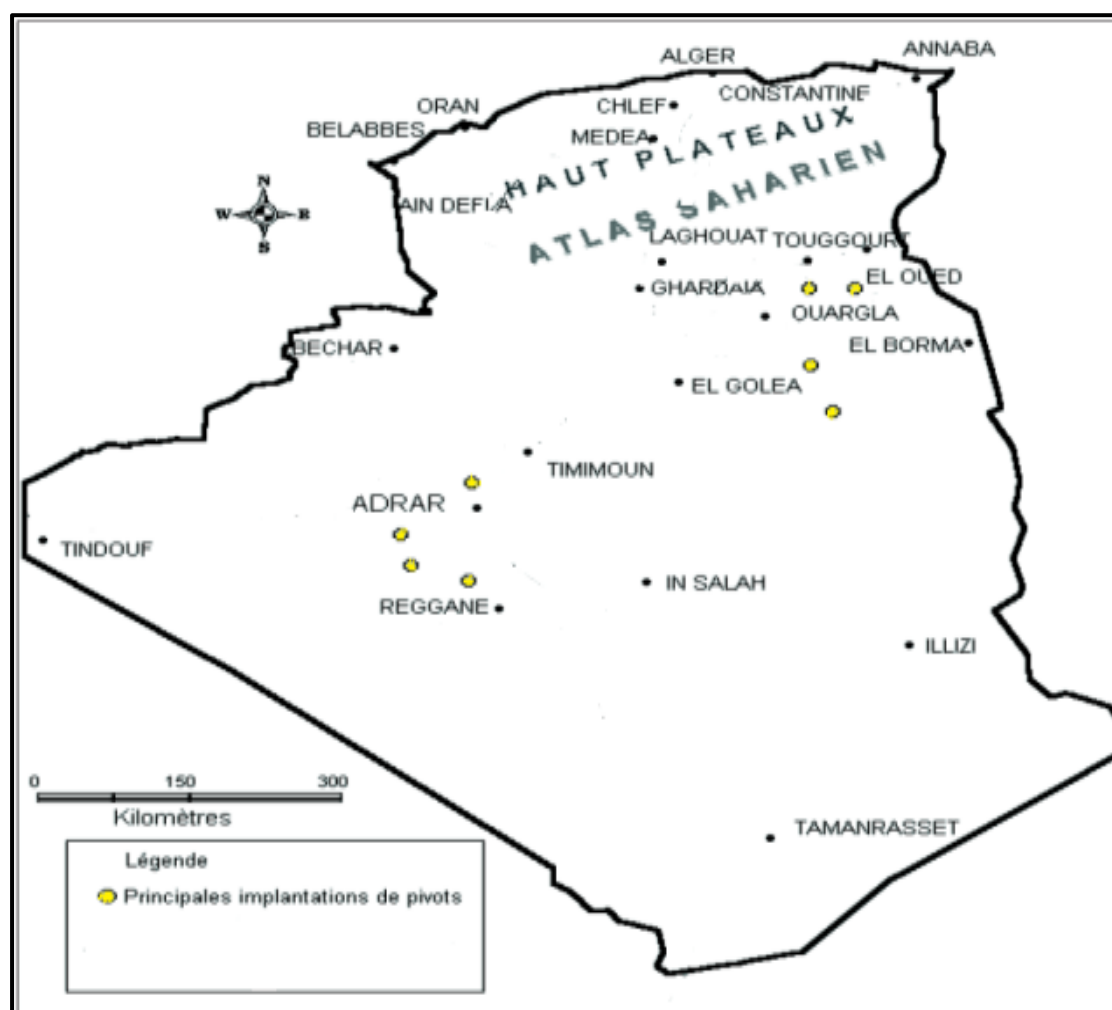 ANNABA
ALGER
CONSTANTINE
ORAN
CHLEF
BELABBES
MEDEA
HAUT PLATEAUX
AIN DEFLA
ATLAS SAHARIEN
N
W E
S
LAGHOUAT
TOUGGOURT
GHARDAIA
EL OUED
OUARGLA
BECHAR
EL BORMA
EL GOLEA
TIMIMOUN
ADRAR
TINDOUF
IN SALAH
REGGANE
ILLIZI
0 150 300
Kilomètres
TAMANRASSET
Légende
Principales implantations de pivots